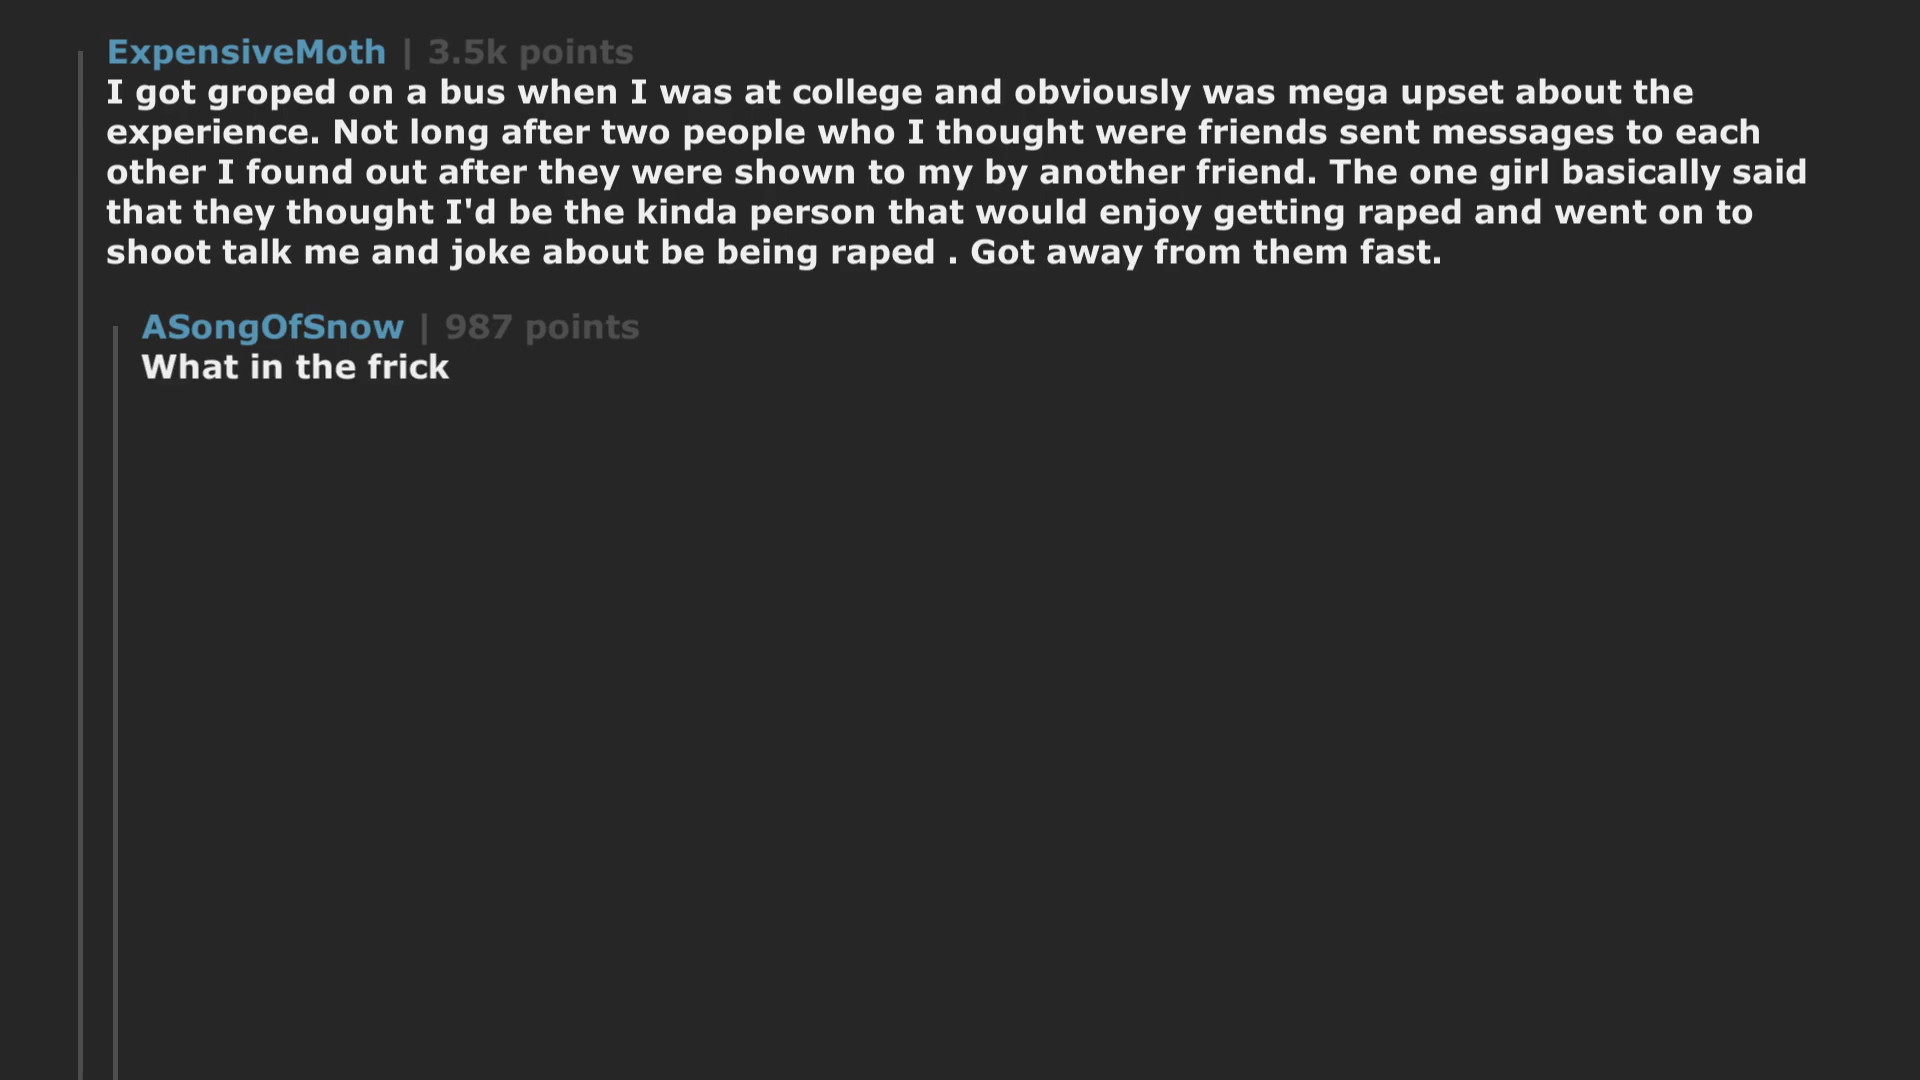 ExpensiveMoth | 3.5k points
I got groped on a bus when I was at college and obviously was mega upset about the
experience. Not long after two people who I thought were friends sent messages to each
other I found out after they were shown to my by another friend. The one girl basically said
that they thought I'd be the kinda person that would enjoy getting raped and went on to
shoot talk me and joke about be being raped . Got away from them fast.
ASongOfSnow | 987 points
What in the frick